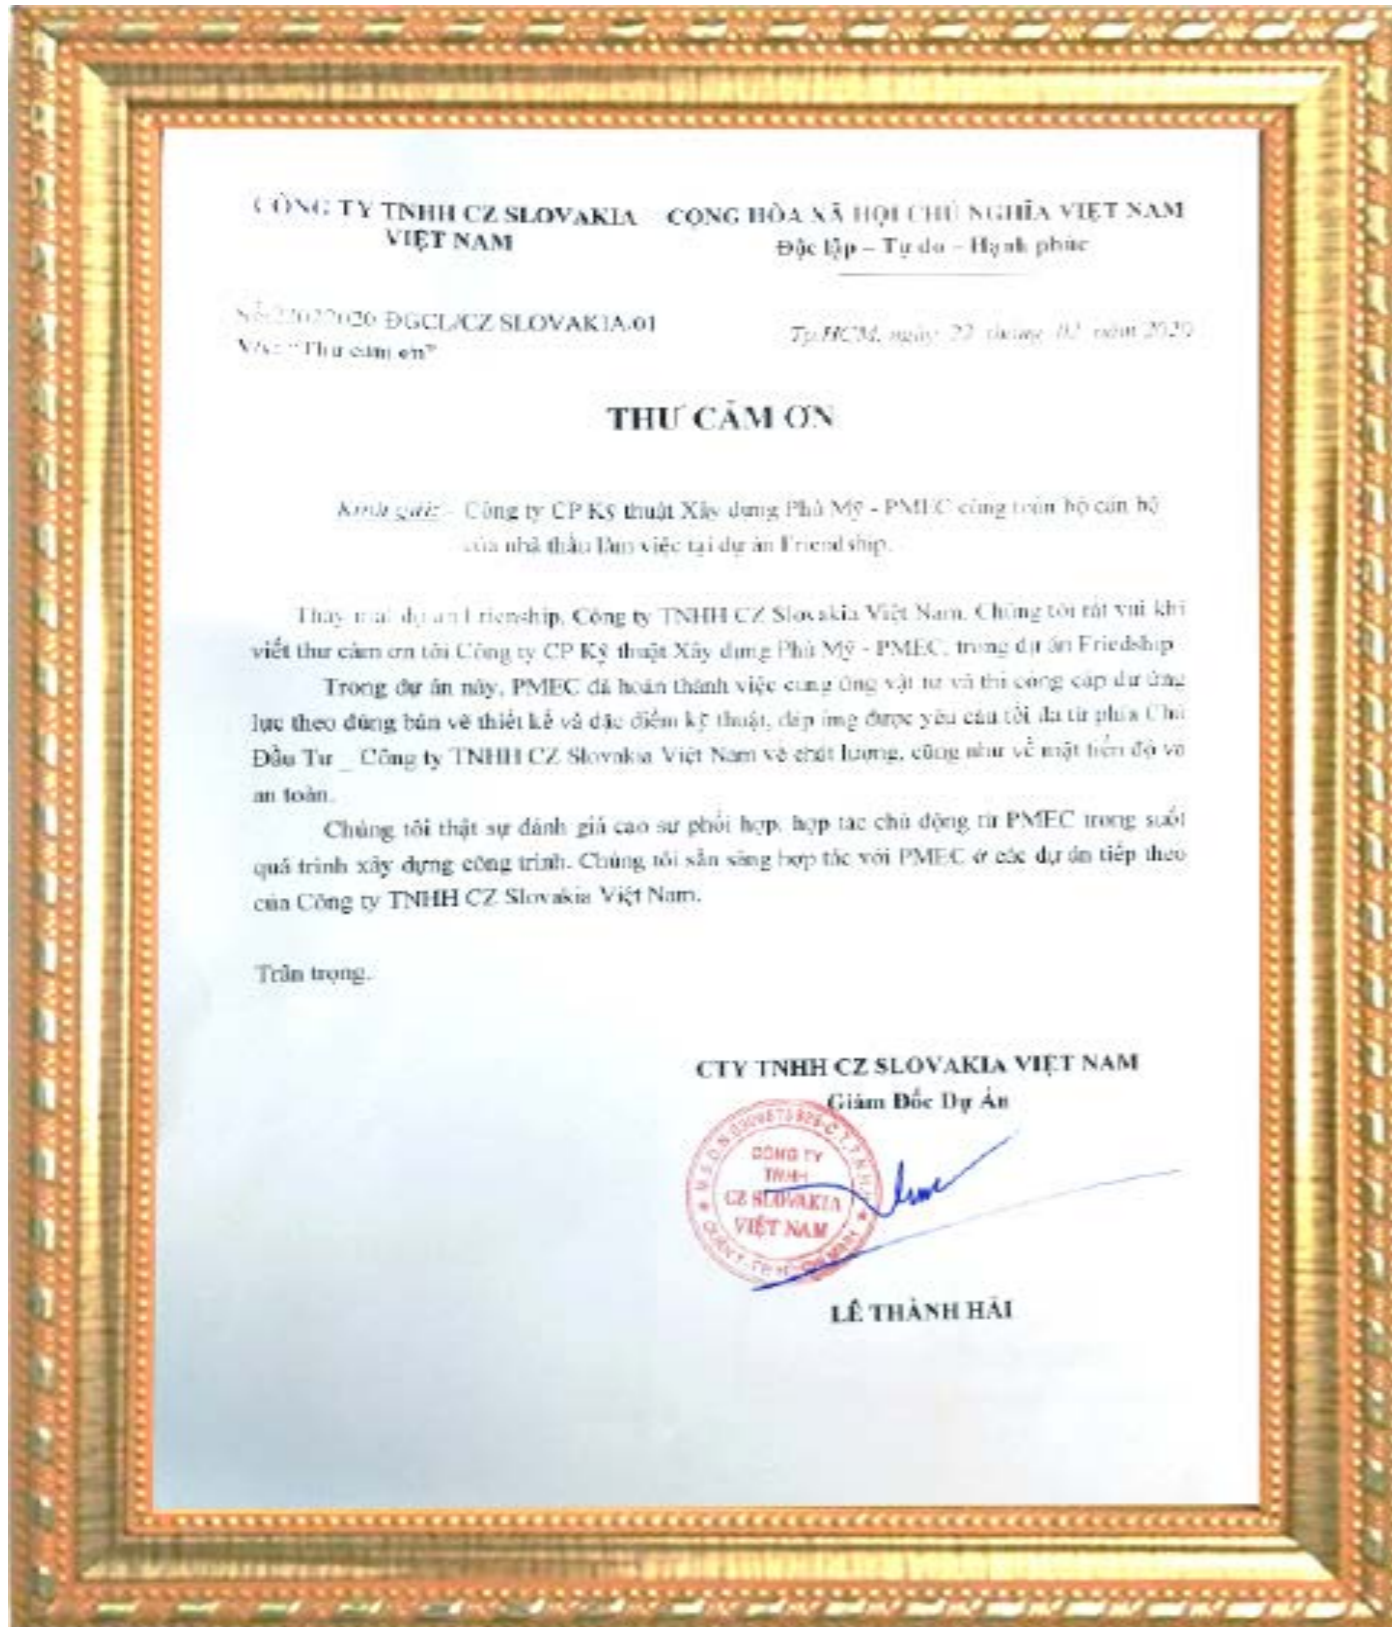 CÔNG TY TNHH CZ SLOVAKIA
VIỆT NAM
CỘNG HÒA XÃ HỘI CHỦ NGHĨA VIỆT NAM
Độc lập – Tự do – Hạnh phúc
Số:22022020/ĐGCL/CZ SLOVAKIA.01
V/v: "Thư cảm ơn"
Tp.HCM, ngày 22 tháng 02 năm 2020
THƯ CẢM ƠN
Kính gửi: - Công ty CP Kỹ thuật Xây dựng Phú Mỹ - PMEC cùng toàn bộ cán bộ
của nhà thầu làm việc tại dự án Friendship.
Thay mặt dự án Frienship, Công ty TNHH CZ Slovakia Việt Nam. Chúng tôi rất vui khi
viết thư cảm ơn tới Công ty CP Kỹ thuật Xây dựng Phú Mỹ - PMEC, trong dự án Friedship
Trong dự án này, PMEC đã hoàn thành việc cung ứng vật tư và thi công cáp dự ứng
lực theo đúng bản vẽ thiết kế và đặc điểm kỹ thuật, đáp ứng được yêu cầu tối đa từ phía Chủ
Đầu Tư _ Công ty TNHH CZ Slovakia Việt Nam về chất lượng, cũng như về mặt tiến độ và
an toàn.
Chúng tôi thật sự đánh giá cao sự phối hợp, hợp tác chủ động từ PMEC trong suốt
quá trình xây dựng công trình. Chúng tôi sẵn sàng hợp tác với PMEC ở các dự án tiếp theo
của Công ty TNHH CZ Slovakia Việt Nam.
Trân trọng.
CTY TNHH CZ SLOVAKIA VIỆT NAM
Giám Đốc Dự Án
CÔNG TY
TNHH
CZ SLOVAKIA
VIỆT NAM
LÊ THÀNH HẢI